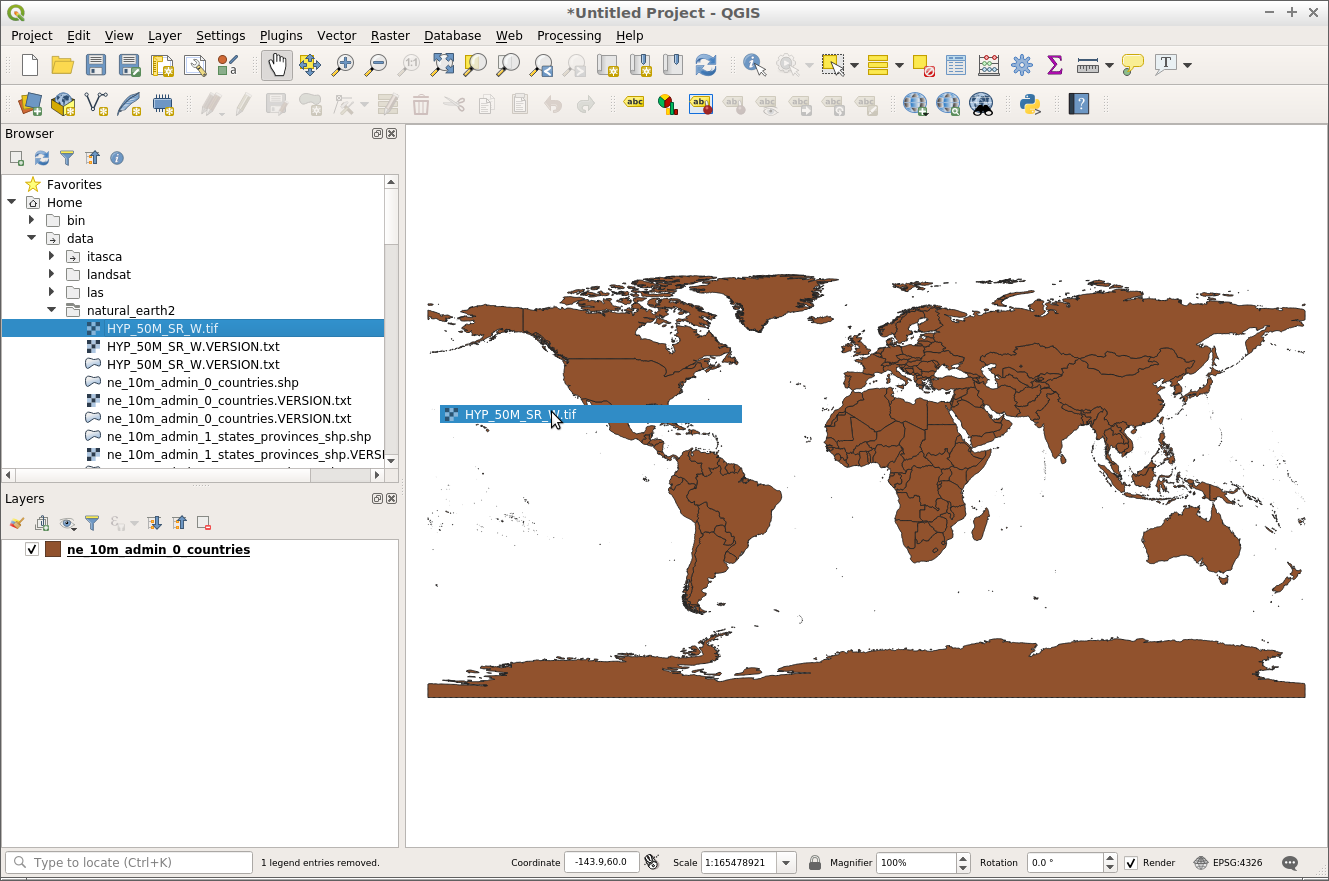 *Untitled Project - QGIS
Project Edit View Layer Settings Plugins Vector Raster Database Web Processing Help
Browser
Favorites
Home
bin
data
itasca
landsat
las
natural_earth2
HYP_50M_SR_W.tif
HYP_50M_SR_W.VERSION.txt
HYP_50M_SR_W.VERSION.txt
ne_10m_admin_0_countries.shp
ne_10m_admin_0_countries.VERSION.txt
ne_10m_admin_0_countries.VERSION.txt
ne_10m_admin_1_states_provinces_shp.shp
ne_10m_admin_1_states_provinces_shp.VERSI
HYP_50M_SR_W.tif
Layers
ne_10m_admin_0_countries
Type to locate (Ctrl+K) 1 legend entries removed. Coordinate -143.9,60.0 Scale 1:165478921 Magnifier 100% Rotation 0.0 ° Render EPSG:4326